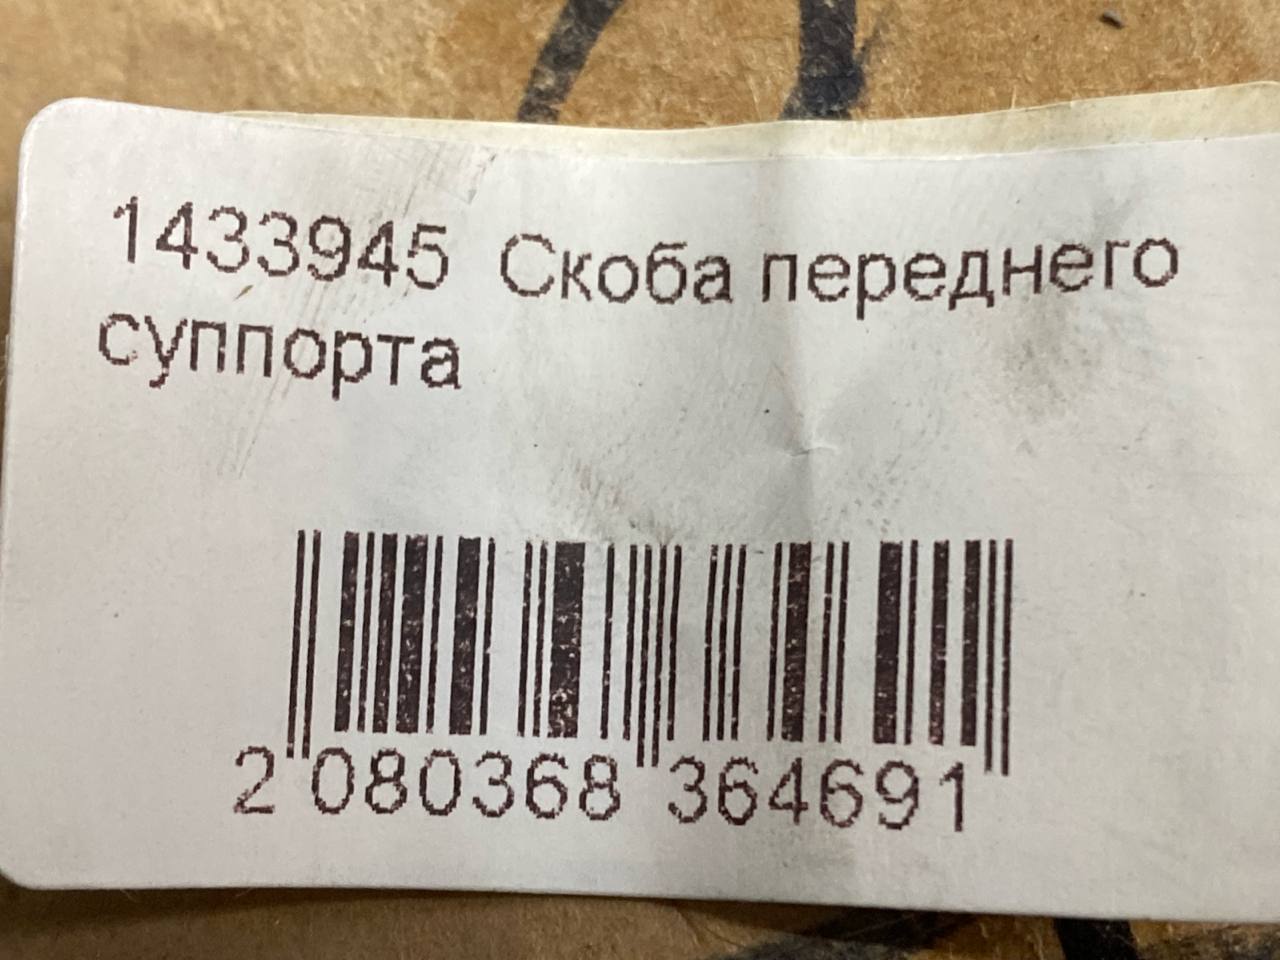 1433945 Скоба переднего
суппорта
2 080368 364691